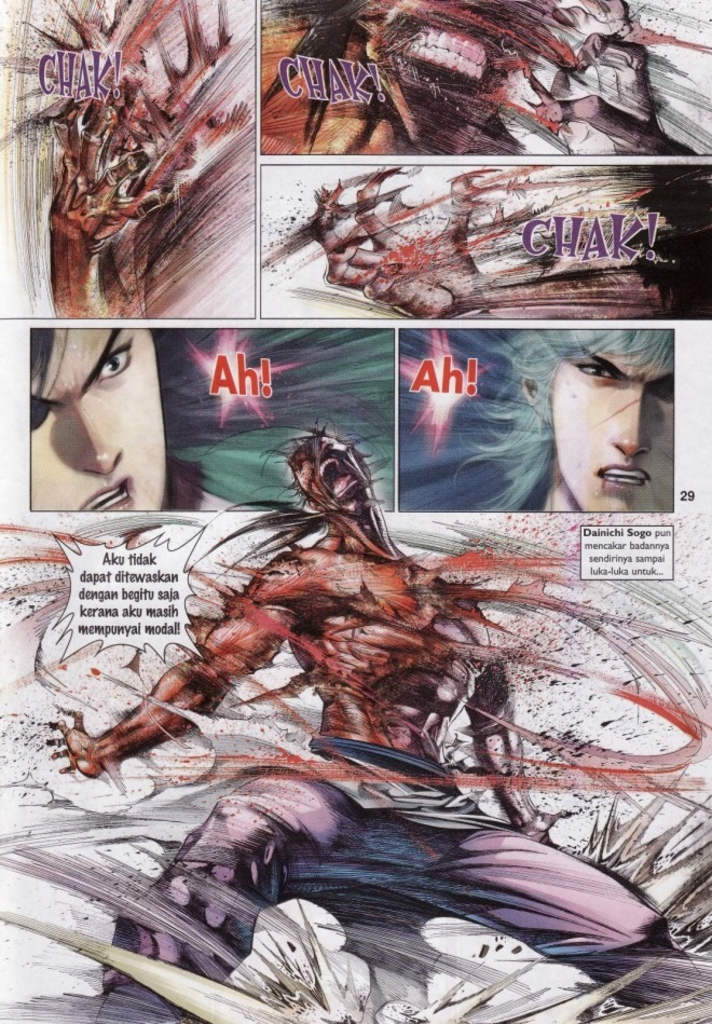 CHAK!
CHAK!
CHAK!
Ah!
Ah!
29
Aku tidak
dapat ditewaskan
dengan begitu saja
kerana aku masih
mempunyai modal!
Dainichi Sogo pun
mencakar badannya
sendirinya sampai
luka-luka untuk...